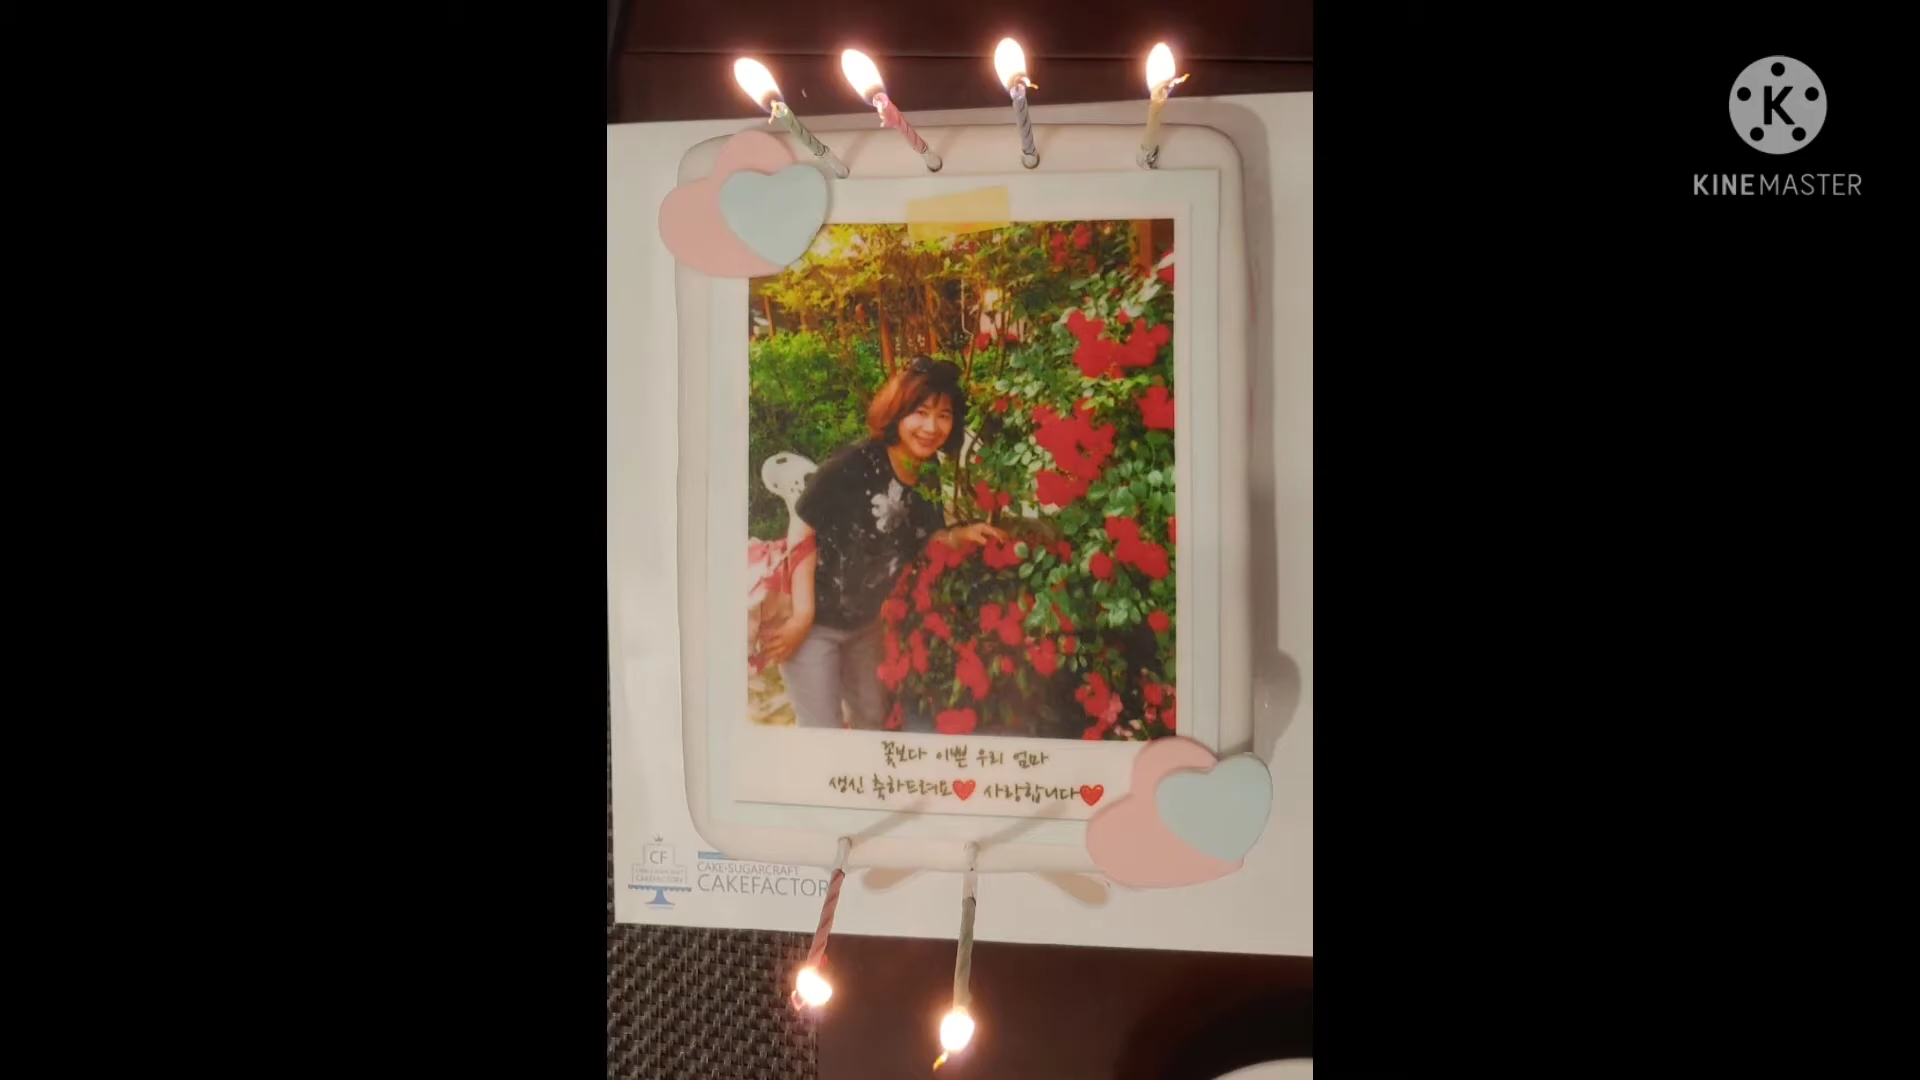 K
KINEMASTER
꽃보다 이쁜 우리 엄마
생신 축하드려요❤ 사랑합니다❤
CF
CAKEFACTORY
CAKE•SUGARCRAFT
CAKEFACTOR